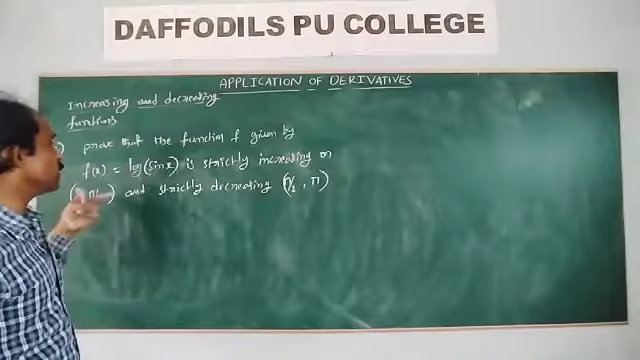 DAFFODILS PU COLLEGE
APPLICATION OF DERIVATIVES
Increasing and decreasing
functions
) prove that the function f given by
f(x) = log(sinx) is strictly increasing on
( ) and strictly decreasing (π/2, π)